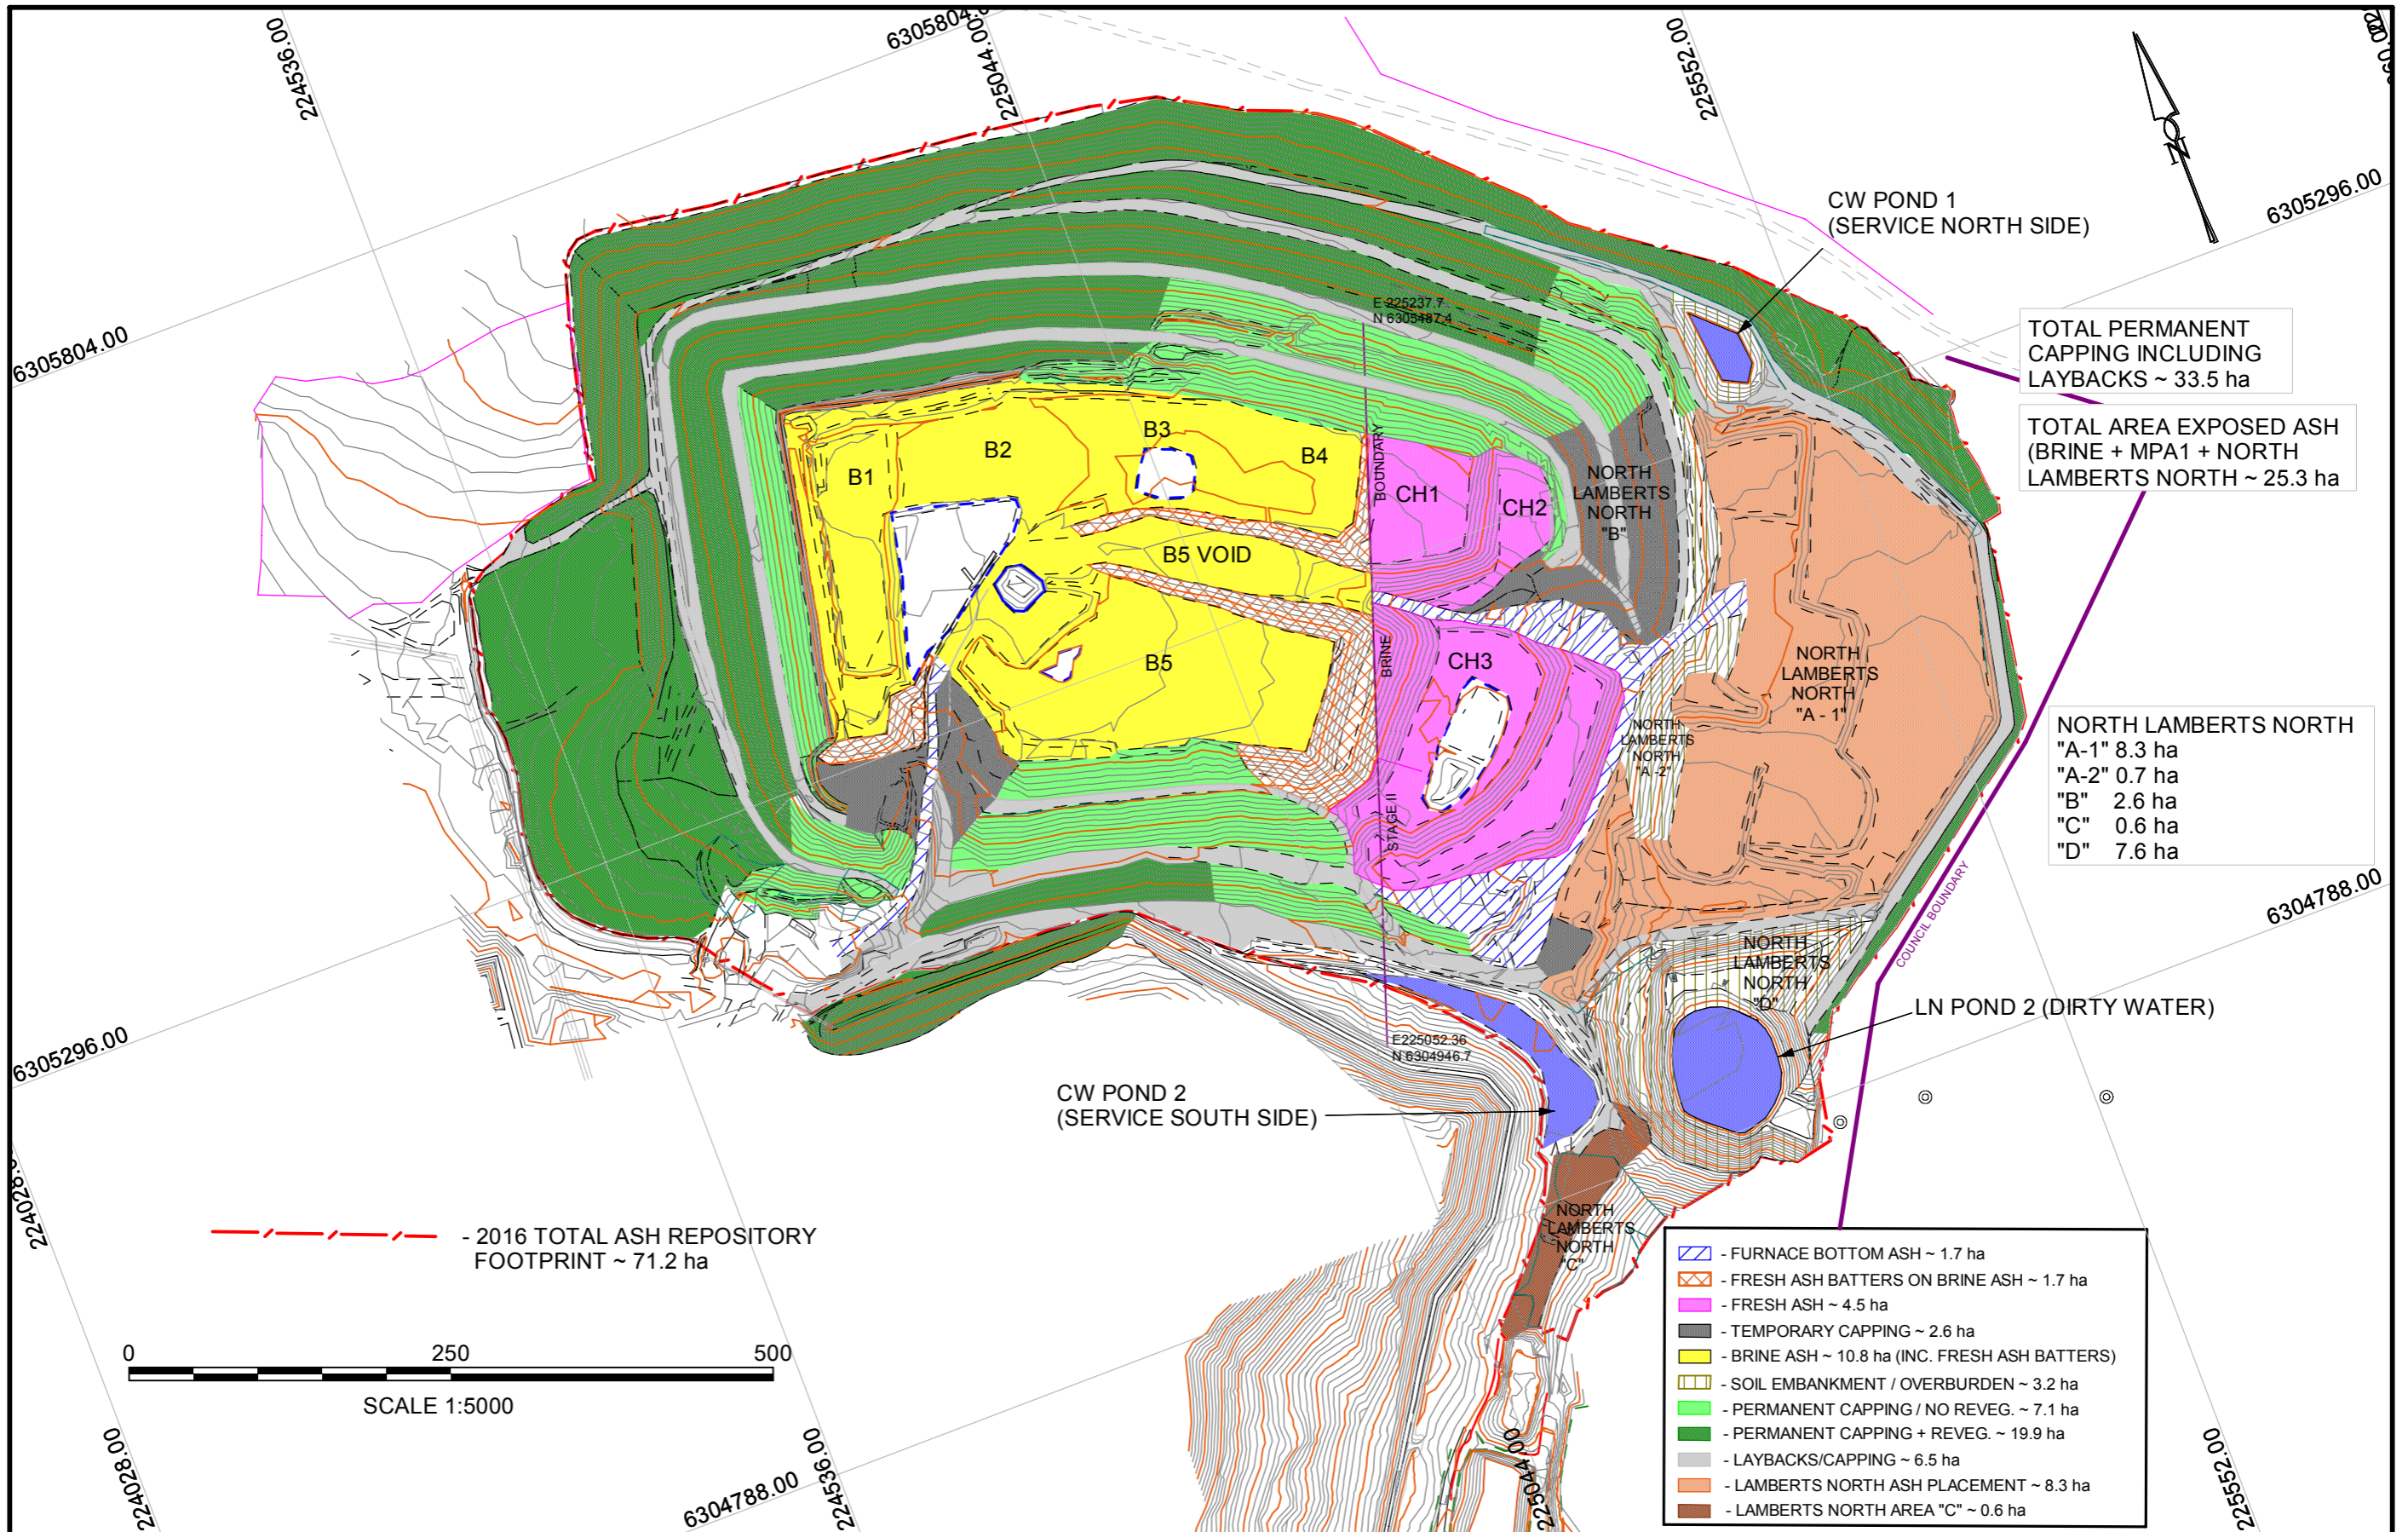 224536.00
6305804.00
225044.00
225552.00
6305296.00
6305804.00
CW POND 1
(SERVICE NORTH SIDE)
N
E 225237.7
N 6305487.4
TOTAL PERMANENT
CAPPING INCLUDING
LAYBACKS ~ 33.5 ha
TOTAL AREA EXPOSED ASH
(BRINE + MPA1 + NORTH
LAMBERTS NORTH ~ 25.3 ha
B1
B2
B3
B4
BOUNDARY
CH1
CH2
NORTH
LAMBERTS
NORTH
"B"
B5 VOID
B5
BRINE
CH3
NORTH
LAMBERTS
NORTH
"A - 1"
NORTH
LAMBERTS
NORTH
"A -2"
STAGE II
NORTH LAMBERTS NORTH
"A-1" 8.3 ha
"A-2" 0.7 ha
"B" 2.6 ha
"C" 0.6 ha
"D" 7.6 ha
COUNCIL BOUNDARY
6304788.00
NORTH
LAMBERTS
NORTH
"D"
LN POND 2 (DIRTY WATER)
E225052.36
N 6304946.7
6305296.00
CW POND 2
(SERVICE SOUTH SIDE)
NORTH
LAMBERTS
NORTH
"C"
- 2016 TOTAL ASH REPOSITORY
FOOTPRINT ~ 71.2 ha
0 250 500
SCALE 1:5000
224028.00
224536.00
6304788.00
225044.00
225552.00
- FURNACE BOTTOM ASH ~ 1.7 ha
- FRESH ASH BATTERS ON BRINE ASH ~ 1.7 ha
- FRESH ASH ~ 4.5 ha
- TEMPORARY CAPPING ~ 2.6 ha
- BRINE ASH ~ 10.8 ha (INC. FRESH ASH BATTERS)
- SOIL EMBANKMENT / OVERBURDEN ~ 3.2 ha
- PERMANENT CAPPING / NO REVEG. ~ 7.1 ha
- PERMANENT CAPPING + REVEG. ~ 19.9 ha
- LAYBACKS/CAPPING ~ 6.5 ha
- LAMBERTS NORTH ASH PLACEMENT ~ 8.3 ha
- LAMBERTS NORTH AREA "C" ~ 0.6 ha